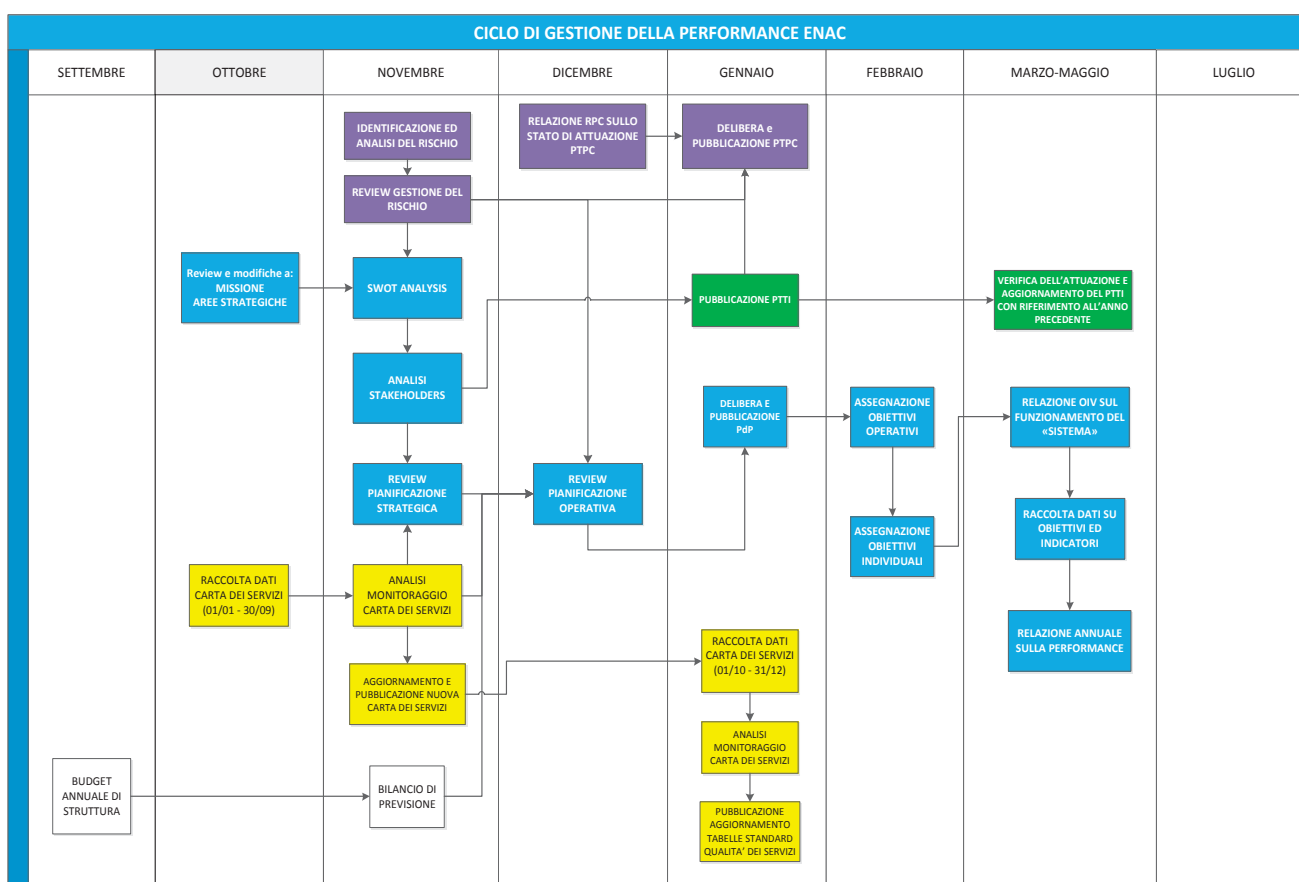 CICLO DI GESTIONE DELLA PERFORMANCE ENAC
SETTEMBRE
OTTOBRE
NOVEMBRE
DICEMBRE
GENNAIO
FEBBRAIO
MARZO-MAGGIO
LUGLIO
IDENTIFICAZIONE ED
ANALISI DEL RISCHIO
RELAZIONE RPC SULLO
STATO DI ATTUAZIONE
PTPC
DELIBERA e
PUBBLICAZIONE PTPC
REVIEW GESTIONE DEL
RISCHIO
Review e modifiche a:
MISSIONE
AREE STRATEGICHE
SWOT ANALYSIS
PUBBLICAZIONE PTTI
VERIFICA DELL'ATTUAZIONE E
AGGIORNAMENTO DEL PTTI
CON RIFERIMENTO ALL'ANNO
PRECEDENTE
ANALISI
STAKEHOLDERS
DELIBERA E
PUBBLICAZIONE
PdP
ASSEGNAZIONE
OBIETTIVI
OPERATIVI
RELAZIONE OIV SUL
FUNZIONAMENTO DEL
«SISTEMA»
REVIEW
PIANIFICAZIONE
STRATEGICA
REVIEW
PIANIFICAZIONE
OPERATIVA
ASSEGNAZIONE
OBIETTIVI
INDIVIDUALI
RACCOLTA DATI SU
OBIETTIVI ED
INDICATORI
RACCOLTA DATI
CARTA DEI SERVIZI
(01/01 - 30/09)
ANALISI
MONITORAGGIO
CARTA DEI SERVIZI
RELAZIONE ANNUALE
SULLA PERFORMANCE
AGGIORNAMENTO E
PUBBLICAZIONE NUOVA
CARTA DEI SERVIZI
RACCOLTA DATI
CARTA DEI SERVIZI
(01/10 - 31/12)
ANALISI
MONITORAGGIO
CARTA DEI SERVIZI
BUDGET
ANNUALE DI
STRUTTURA
BILANCIO DI
PREVISIONE
PUBBLICAZIONE
AGGIORNAMENTO
TABELLE STANDARD
QUALITA' DEI SERVIZI